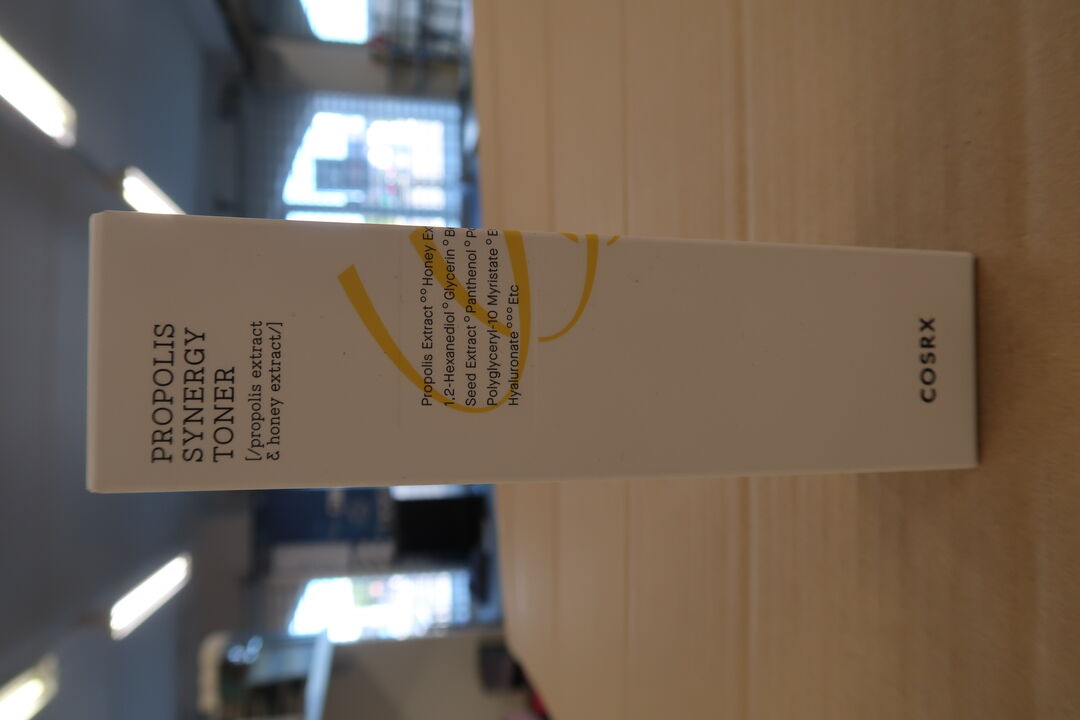 PROPOLIS
SYNERGY
TONER
[/propolis extract
& honey extract/]
Propolis Extract °° Honey
1,2-Hexanediol ° Glycerin °
Seed Extract ° Panthenol °
Polyglyceryl-10 Myristate °
Hyaluronate °°° Etc
COSRX